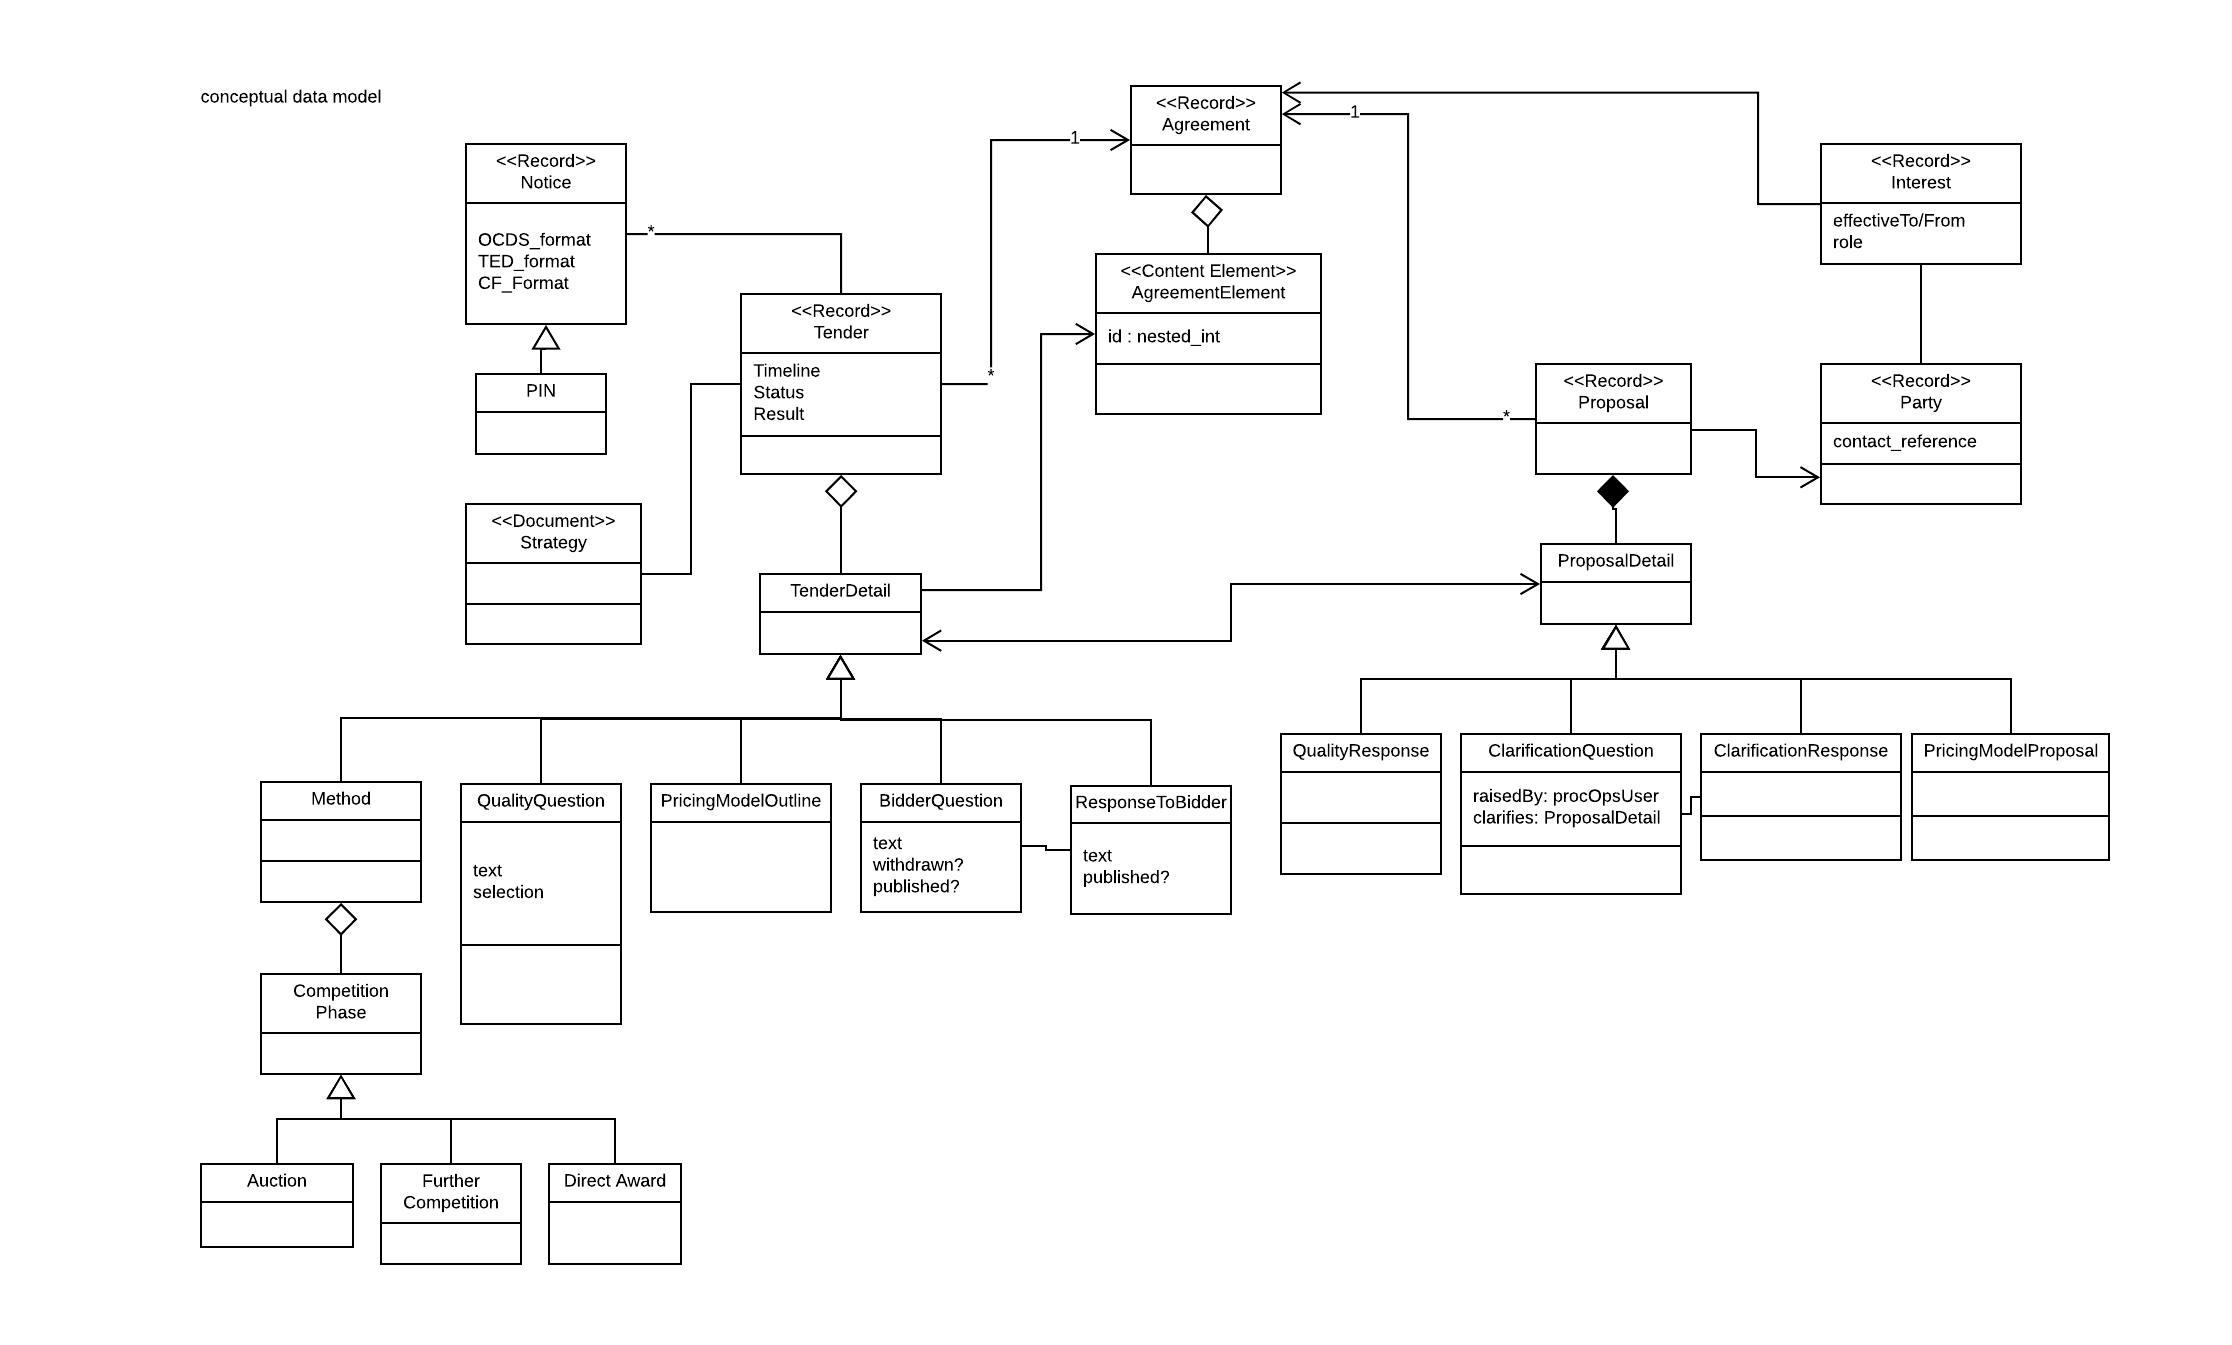 conceptual data model
<<Record>>
Agreement
1
1
<<Record>>
Notice
OCDS_format
TED_format
CF_Format
*
<<Record>>
Interest
effectiveTo/From
role
<<Content Element>>
AgreementElement
id : nested_int
<<Record>>
Tender
Timeline
Status
Result
*
PIN
<<Record>>
Proposal
*
<<Record>>
Party
contact_reference
<<Document>>
Strategy
TenderDetail
ProposalDetail
QualityResponse
ClarificationQuestion
raisedBy: procOpsUser
clarifies: ProposalDetail
ClarificationResponse
PricingModelProposal
Method
QualityQuestion
text
selection
PricingModelOutline
BidderQuestion
text
withdrawn?
published?
ResponseToBidder
text
published?
Competition
Phase
Auction
Further
Competition
Direct Award